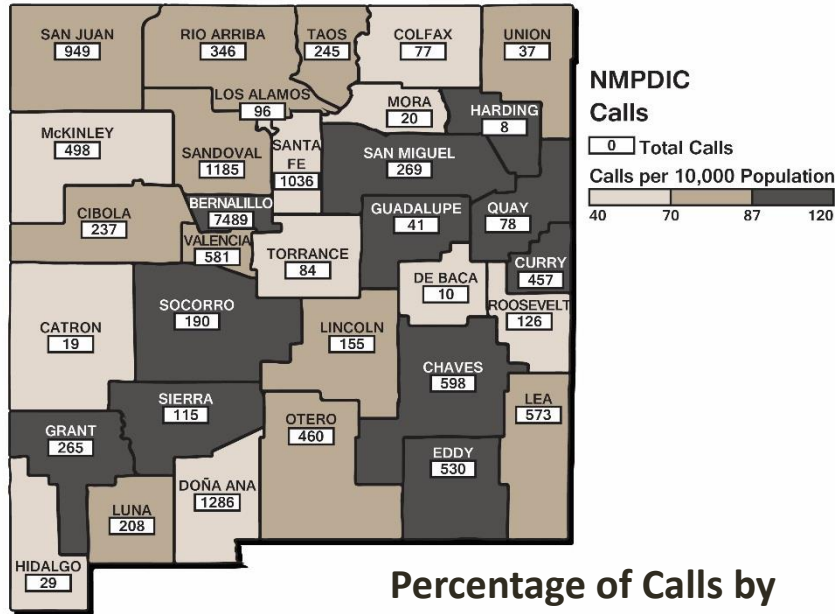 SAN JUAN
949
RIO ARRIBA
346
TAOS
245
COLFAX
77
UNION
37
LOS ALAMOS
96
MORA
20
HARDING
8
McKINLEY
498
SANDOVAL
1185
SANTA
FE
1036
SAN MIGUEL
269
CIBOLA
237
BERNALILLO
7489
GUADALUPE
41
QUAY
78
VALENCIA
581
TORRANCE
84
CURRY
457
DE BACA
10
ROOSEVELT
126
CATRON
19
SOCORRO
190
LINCOLN
155
CHAVES
598
SIERRA
115
LEA
573
GRANT
265
OTERO
460
EDDY
530
DOÑA ANA
1286
LUNA
208
HIDALGO
29
NMPDIC
Calls
0 Total Calls
Calls per 10,000 Population
40 70 87 120
Percentage of Calls by